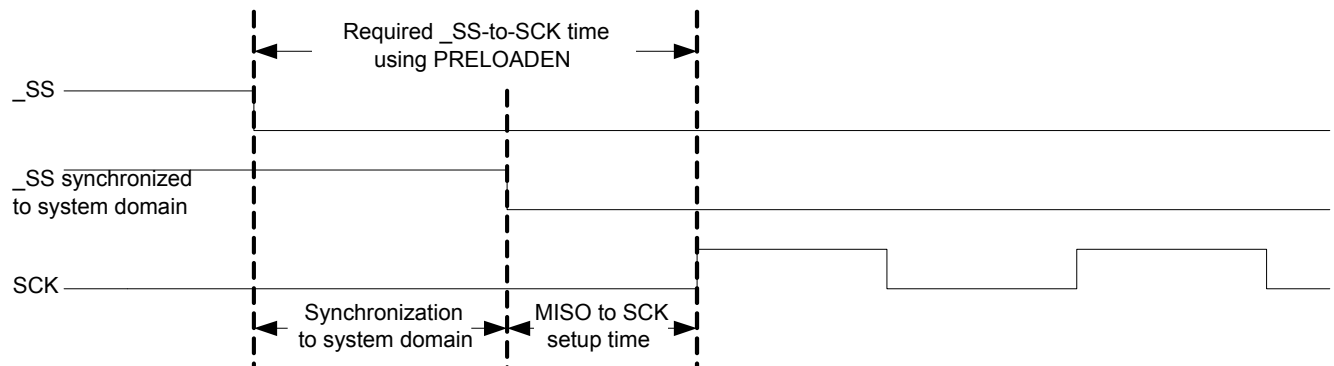 Required _SS-to-SCK time
using PRELOADEN
_SS
_SS synchronized
to system domain
SCK
Synchronization
to system domain
MISO to SCK
setup time